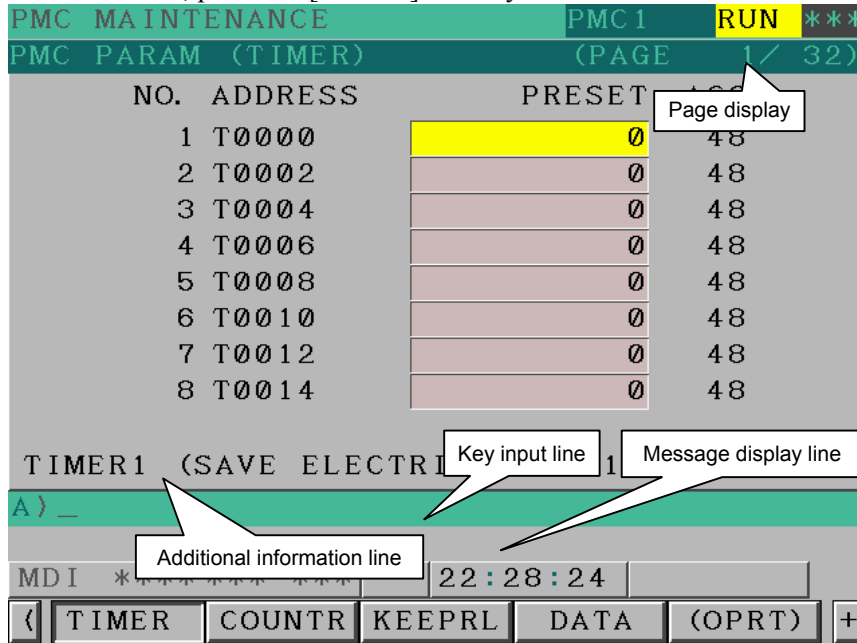 PMC MAINTENANCE PMC1 RUN ***
PMC PARAM (TIMER) (PAGE 1/ 32)
NO. ADDRESS PRESET
Page display
1 T0000 0 48
2 T0002 0 48
3 T0004 0 48
4 T0006 0 48
5 T0008 0 48
6 T0010 0 48
7 T0012 0 48
8 T0014 0 48
Key input line
Message display line
TIMER1 (SAVE ELECTRI 1
A)_
Additional information line
MDI **** *** *** 22:28:24
( TIMER COUNTR KEEPRL DATA (OPRT) +